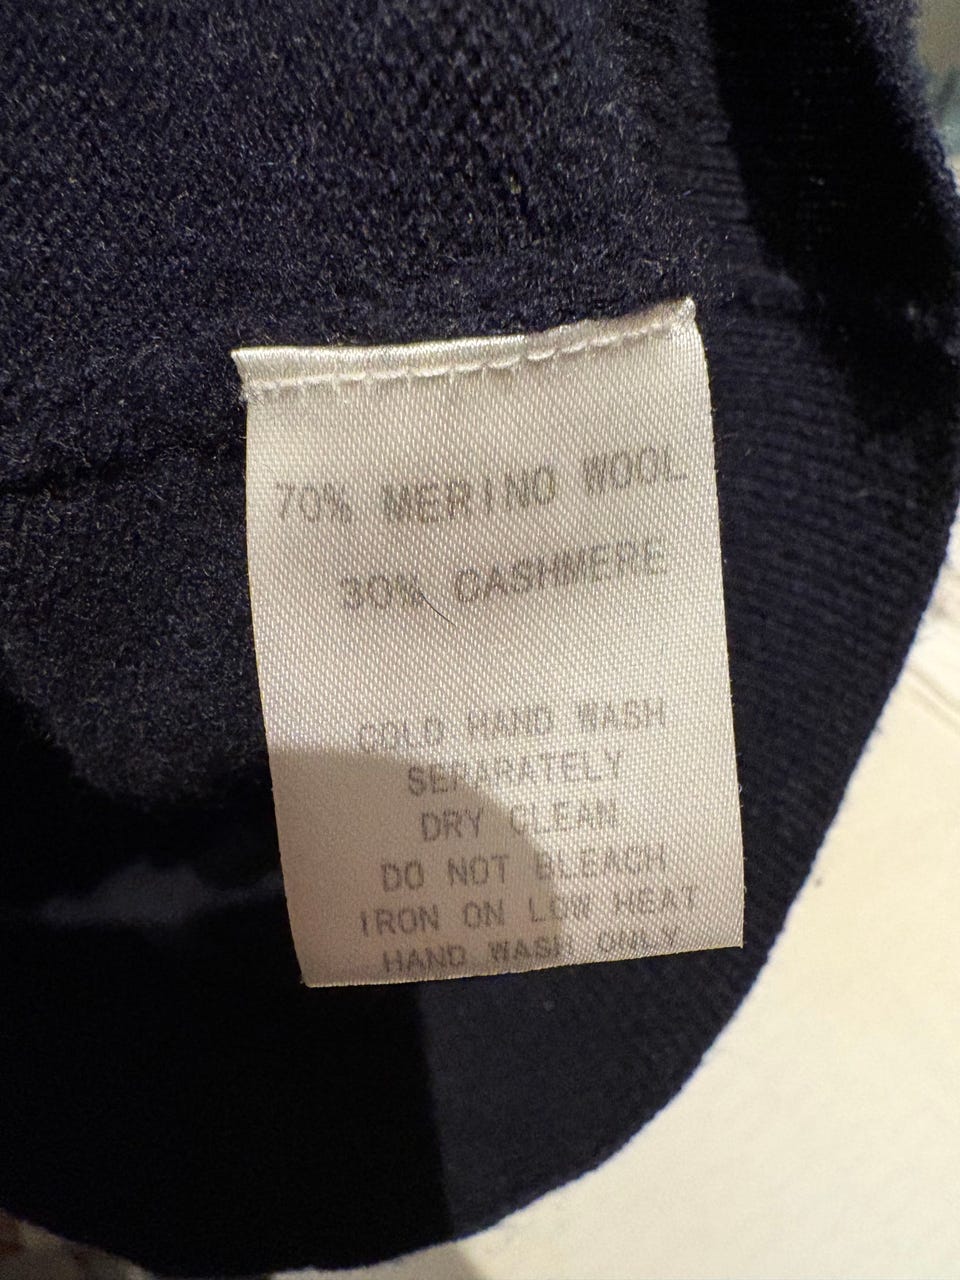 70% MERINO WOOL
30% CASHMERE
COLD HAND WASH
SEPARATELY
DRY CLEAN
DO NOT BLEACH
IRON ON LOW HEAT
HAND WASH ONLY